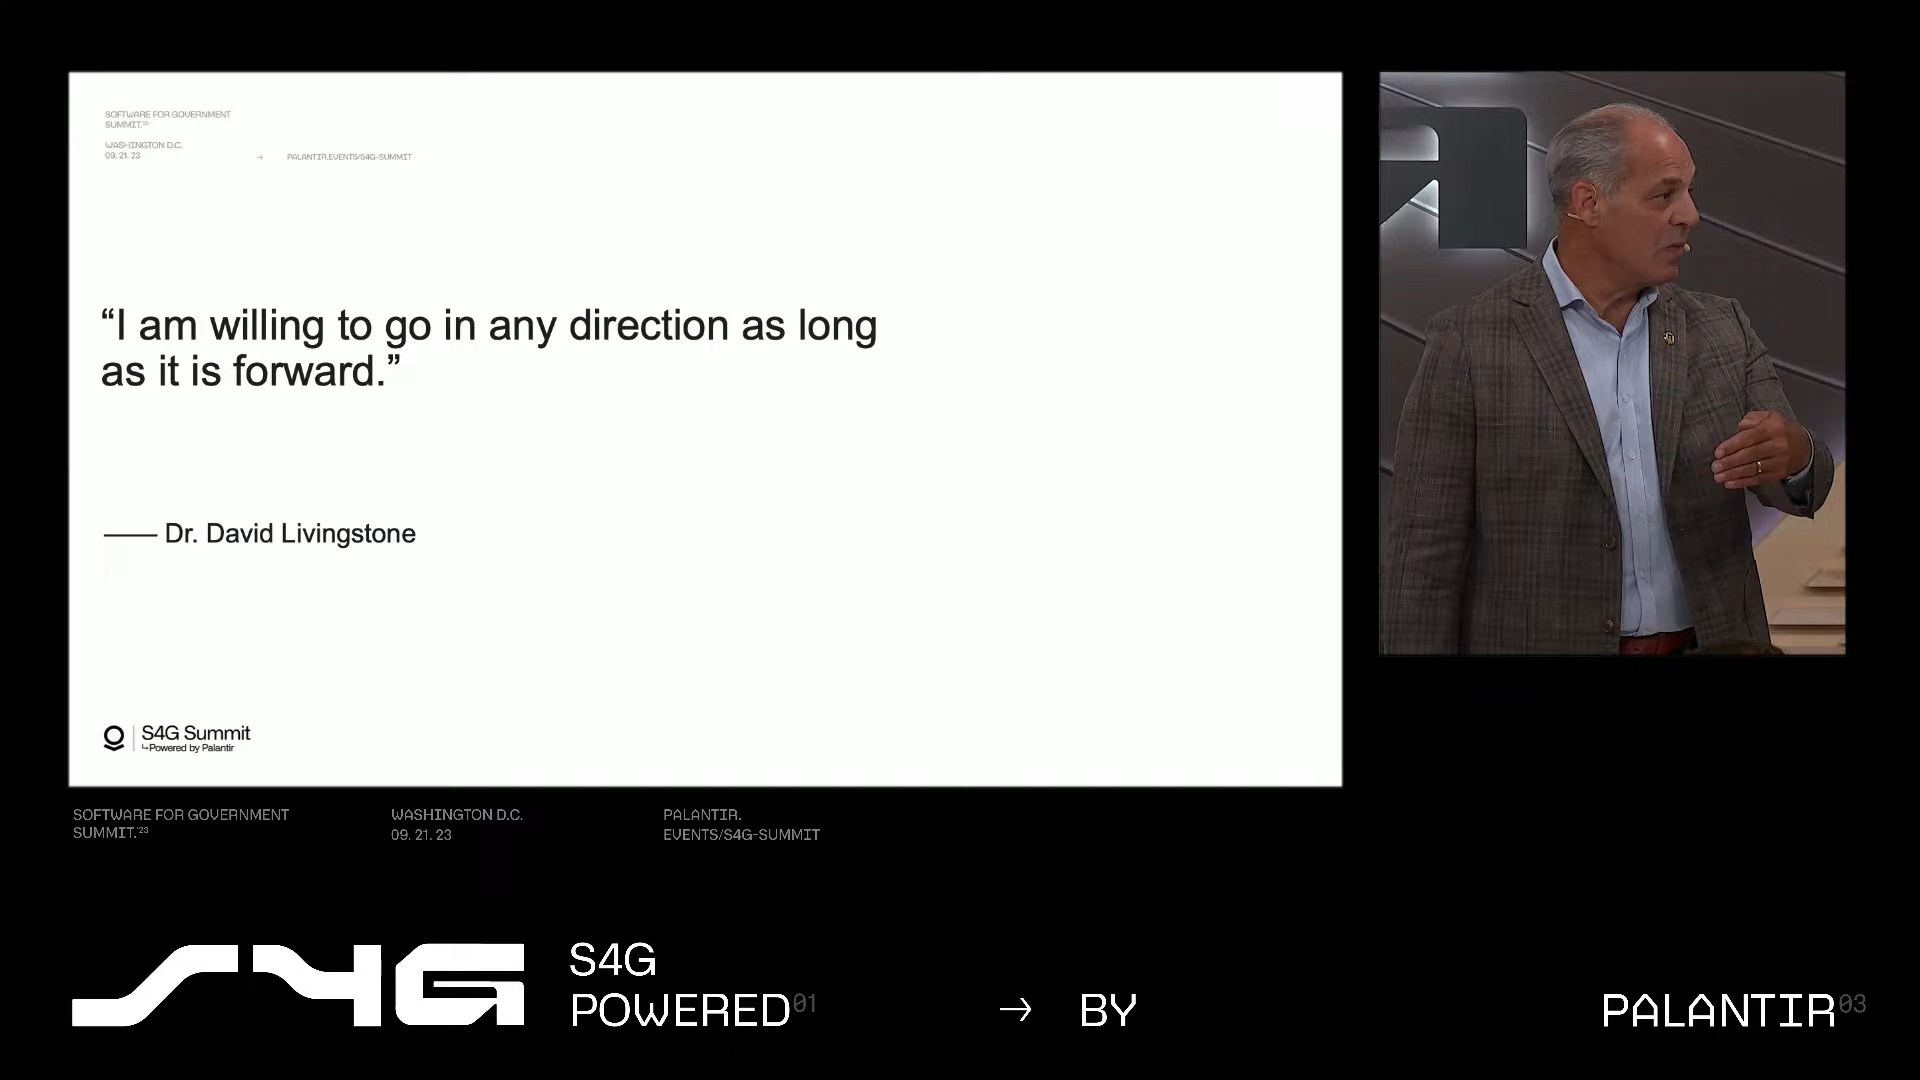 SOFTWARE FOR GOVERNMENT
SUMMIT.'23
WASHINGTON D.C.
09. 21. 23 → PALANTIR.EVENTS/S4G-SUMMIT
“I am willing to go in any direction as long
as it is forward.”
—— Dr. David Livingstone
S4G Summit
↳Powered by Palantir
SOFTWARE FOR GOVERNMENT
SUMMIT.'23
WASHINGTON D.C.
09. 21. 23
PALANTIR.
EVENTS/S4G-SUMMIT
S4G
S4G
POWERED01 → BY PALANTIR03